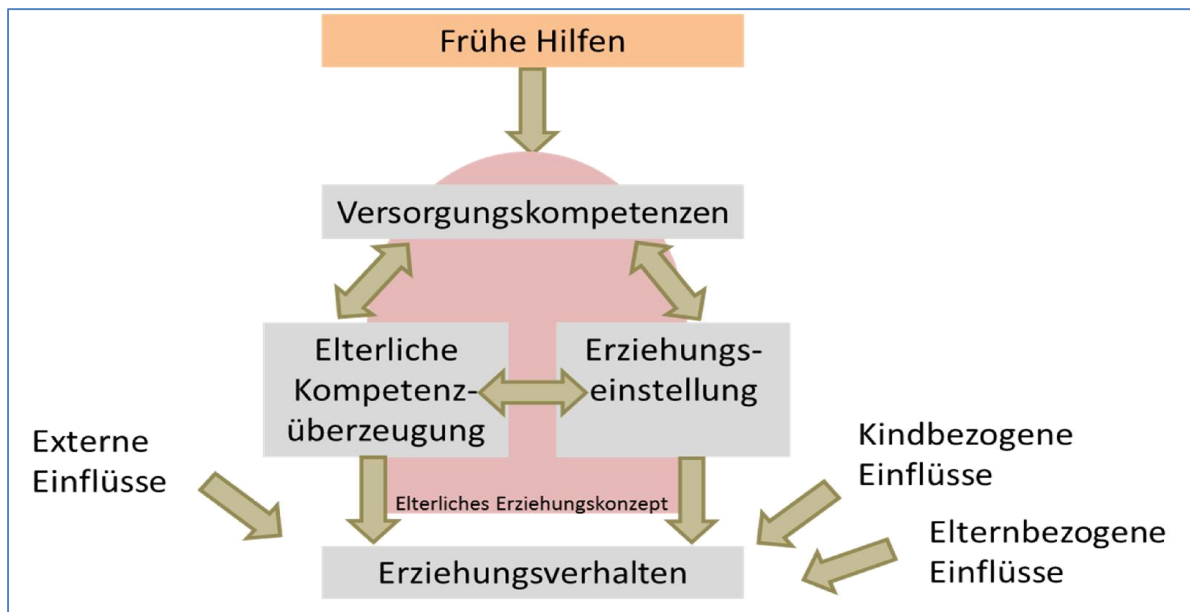 Frühe Hilfen
Versorgungskompetenzen
Elterliche
Kompetenz-
überzeugung
Erziehungs-
einstellung
Externe
Einflüsse
Kindbezogene
Einflüsse
Elterliches Erziehungskonzept
Elternbezogene
Einflüsse
Erziehungsverhalten